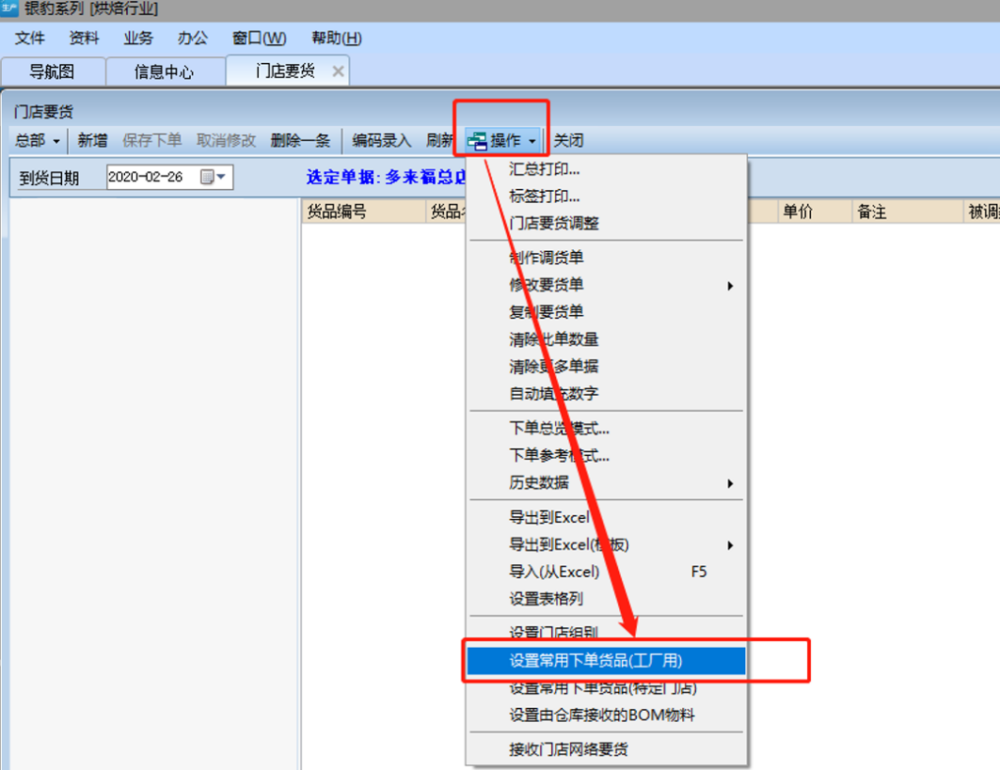 生产 银豹系列 [烘焙行业]
文件 资料 业务 办公 窗口(W) 帮助(H)
导航图 信息中心 门店要货
门店要货
总部 新增 保存下单 取消修改 删除一条 编码录入 刷新 操作 关闭
到货日期 2020-02-26 选定单据: 多来福总店
货品编号 货品 单价 备注 被调
汇总打印...
标签打印...
门店要货调整
制作调货单
修改要货单
复制要货单
清除此单数量
清除更多单据
自动填充数字
下单总览模式...
下单参考模式...
历史数据
导出到Excel
导出到Excel(模板)
导入(从Excel) F5
设置表格列
设置门店组别
设置常用下单货品(工厂用)
设置常用下单货品(特定门店)
设置由仓库接收的BOM物料
接收门店网络要货